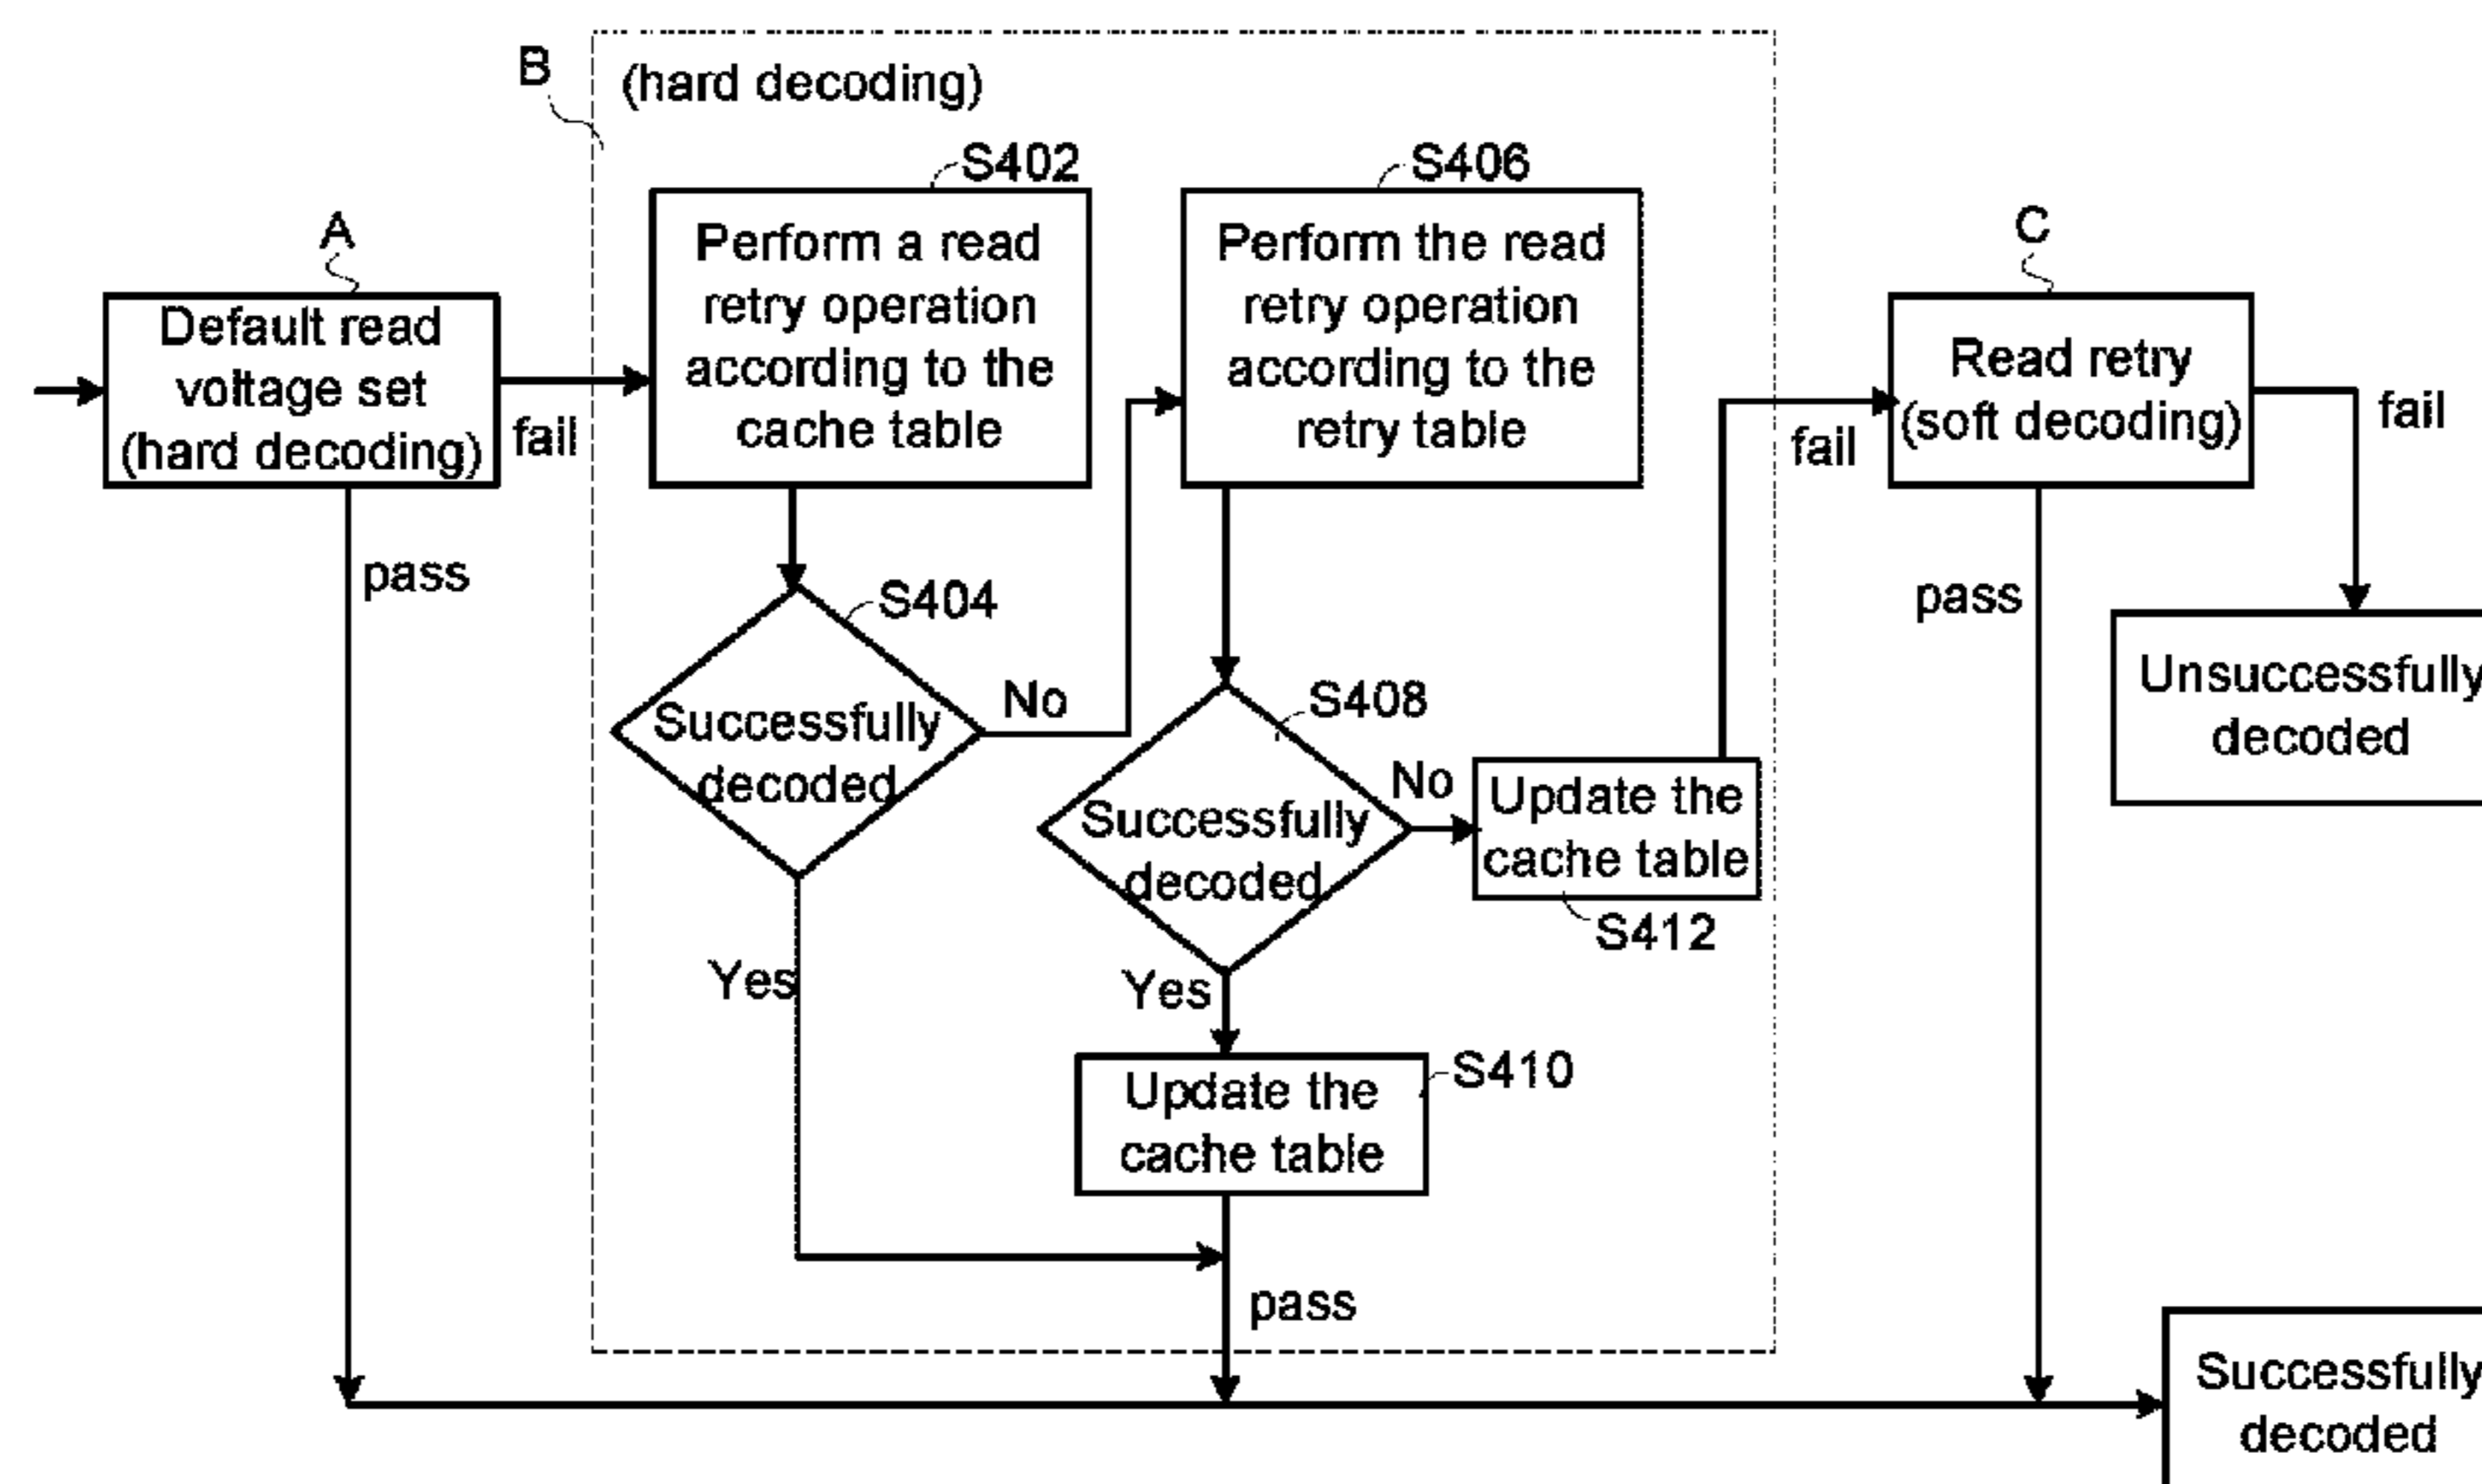 B
(hard decoding)
S402
S406
Perform a read
retry operation
according to the
cache table
Perform the read
retry operation
according to the
retry table
A
Default read
voltage set
(hard decoding)
fail
pass
C
Read retry
(soft decoding)
fail
fail
pass
S404
Successfully
decoded
No
Yes
S408
Successfully
decoded
No
Yes
Update the
cache table
S412
Unsuccessfully
decoded
Update the
cache table
S410
pass
Successfully
decoded